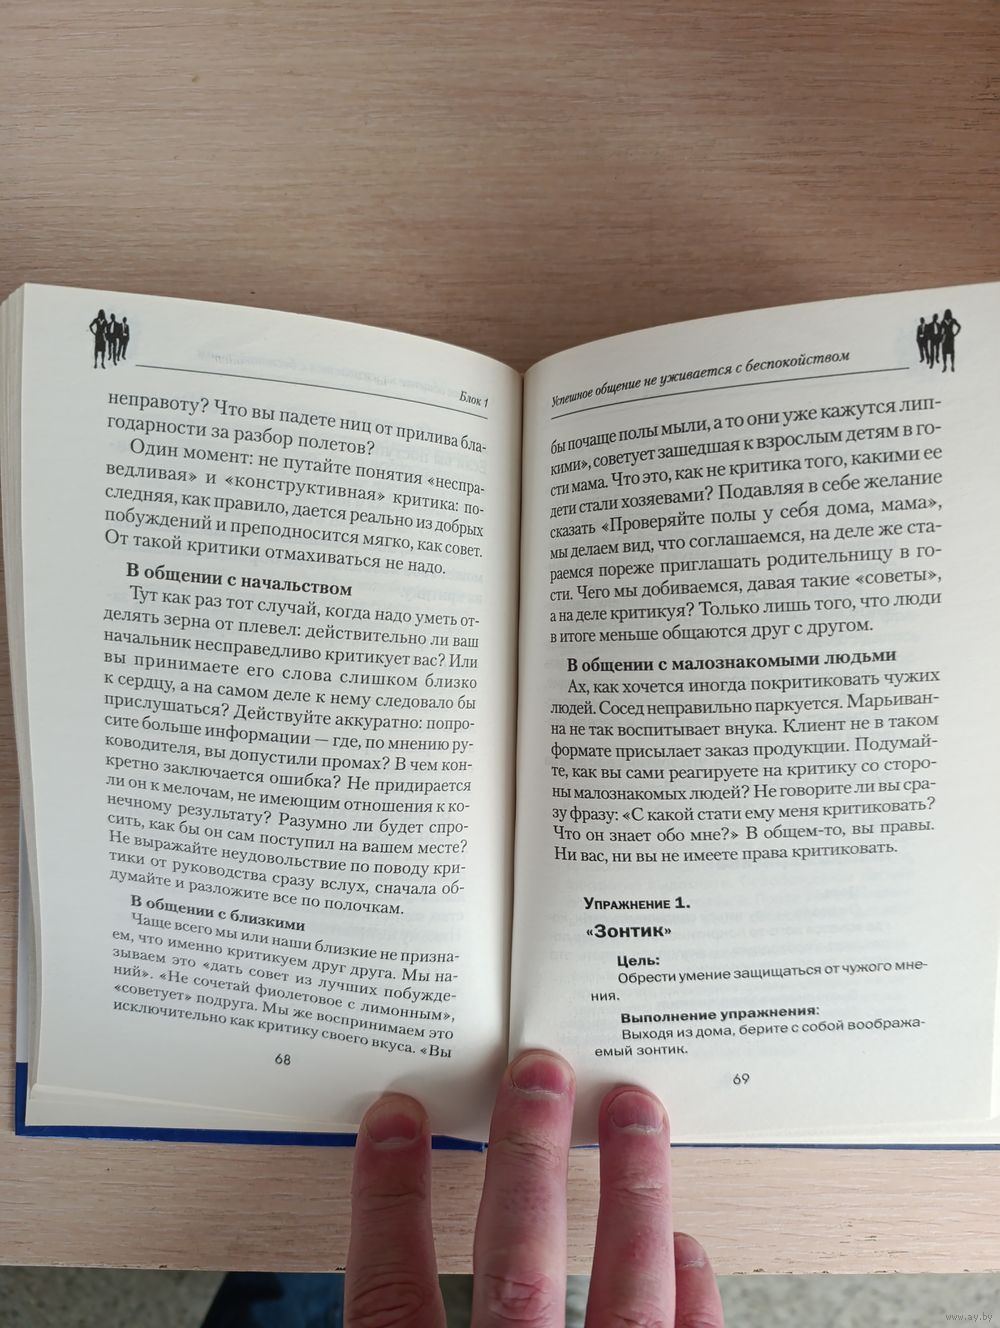 Блок 1
неправоту? Что вы падете ниц от прилива бла-
годарности за разбор полетов?
Один момент: не путайте понятия «неспра-
ведливая» и «конструктивная» критика: по-
следняя, как правило, дается реально из добрых
побуждений и преподносится мягко, как совет.
От такой критики отмахиваться не надо.
В общении с начальством
Тут как раз тот случай, когда надо уметь от-
делять зерна от плевел: действительно ли ваш
начальник несправедливо критикует вас? Или
вы принимаете его слова слишком близко
к сердцу, а на самом деле к нему следовало бы
прислушаться? Действуйте аккуратно: попро-
сите больше информации — где, по мнению ру-
ководителя, вы допустили промах? В чем кон-
кретно заключается ошибка? Не придирается
ли он к мелочам, не имеющим отношения к ко-
нечному результату? Разумно ли будет спро-
сить, как бы он сам поступил на вашем месте?
Не выражайте неудовольствие по поводу кри-
тики от руководства сразу вслух, сначала об-
думайте и разложите все по полочкам.
В общении с близкими
Чаще всего мы или наши близкие не призна-
ем, что именно критикуем друг друга. Мы на-
зываем это «дать совет из лучших побужде-
ний». «Не сочетай фиолетовое с лимонным»,
«советует» подруга. Мы же воспринимаем это
исключительно как критику своего вкуса. «Вы
68
Успешное общение не уживается с беспокойством
бы почаще полы мыли, а то они уже кажутся лип-
кими», советует зашедшая к взрослым детям в го-
сти мама. Что это, как не критика того, какими ее
дети стали хозяевами? Подавляя в себе желание
сказать «Проверяйте полы у себя дома, мама»,
мы делаем вид, что соглашаемся, на деле же ста-
раемся пореже приглашать родительницу в го-
сти. Чего мы добиваемся, давая такие «советы»,
а на деле критикуя? Только лишь того, что люди
в итоге меньше общаются друг с другом.
В общении с малознакомыми людьми
Ах, как хочется иногда покритиковать чужих
людей. Сосед неправильно паркуется. Марьиван-
на не так воспитывает внука. Клиент не в таком
формате присылает заказ продукции. Подумай-
те, как вы сами реагируете на критику со сторо-
ны малознакомых людей? Не говорите ли вы сра-
зу фразу: «С какой стати ему меня критиковать?
Что он знает обо мне?» В общем-то, вы правы.
Ни вас, ни вы не имеете права критиковать.
Упражнение 1.
«Зонтик»
Цель:
Обрести умение защищаться от чужого мне-
ния.
Выполнение упражнения:
Выходя из дома, берите с собой вообража-
емый зонтик.
69
www.ay.by